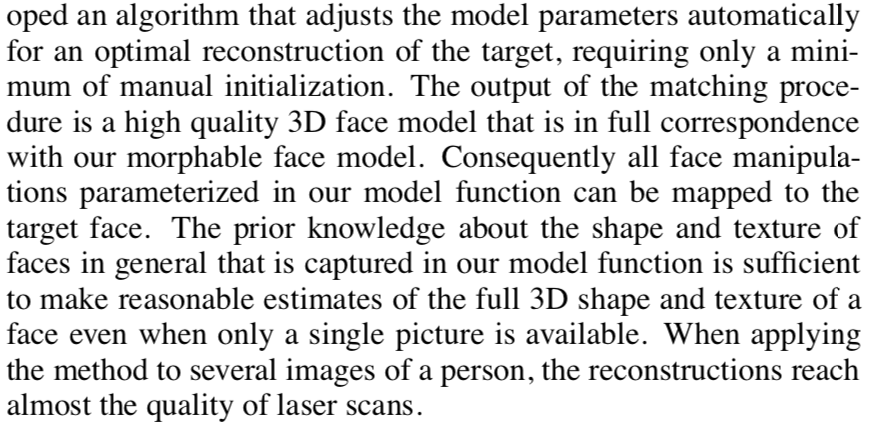 oped an algorithm that adjusts the model parameters automatically
for an optimal reconstruction of the target, requiring only a mini-
mum of manual initialization. The output of the matching proce-
dure is a high quality 3D face model that is in full correspondence
with our morphable face model. Consequently all face manipula-
tions parameterized in our model function can be mapped to the
target face. The prior knowledge about the shape and texture of
faces in general that is captured in our model function is sufficient
to make reasonable estimates of the full 3D shape and texture of a
face even when only a single picture is available. When applying
the method to several images of a person, the reconstructions reach
almost the quality of laser scans.